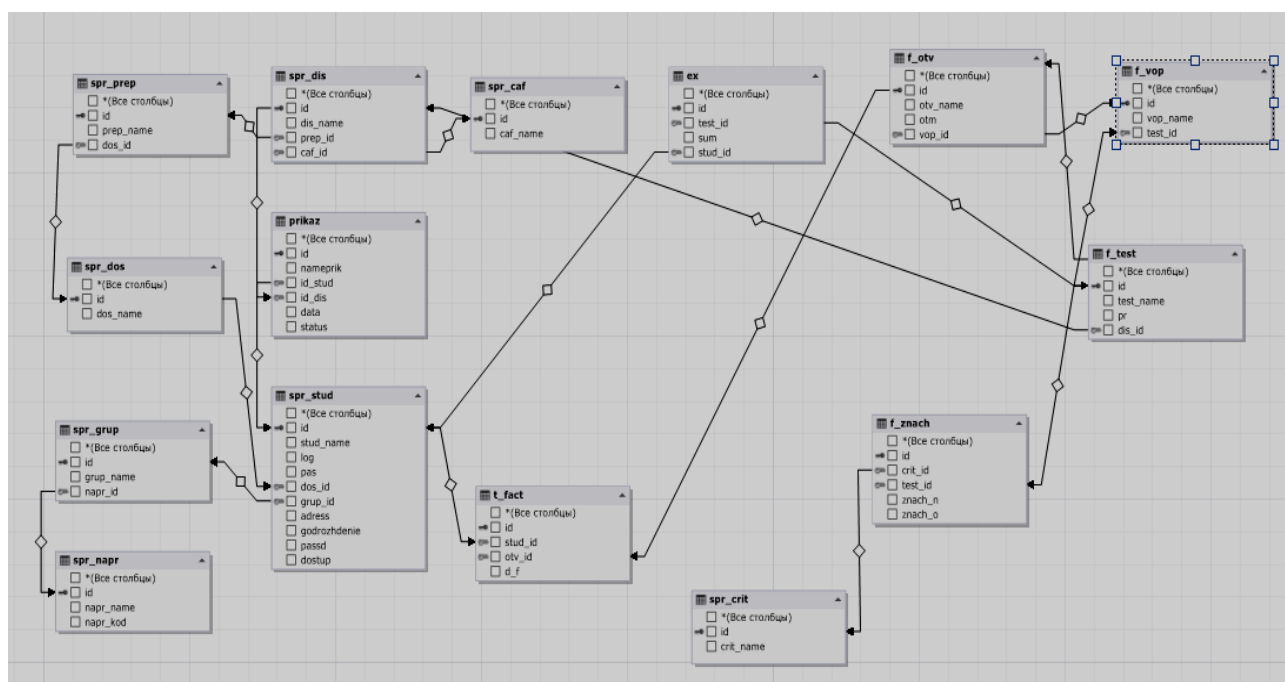 spr_prep
*(Все столбцы)
id
prep_name
dos_id
spr_dis
*(Все столбцы)
id
dis_name
prep_id
caf_id
spr_caf
*(Все столбцы)
id
caf_name
ex
*(Все столбцы)
id
test_id
sum
stud_id
f_otv
*(Все столбцы)
id
otv_name
otm
vop_id
f_vop
*(Все столбцы)
id
vop_name
test_id
prikaz
*(Все столбцы)
id
nameprik
id_stud
id_dis
data
status
spr_dos
*(Все столбцы)
id
dos_name
f_test
*(Все столбцы)
id
test_name
pr
dis_id
spr_stud
*(Все столбцы)
id
stud_name
log
pas
dos_id
grup_id
adress
godrozhdenie
passd
dostup
spr_grup
*(Все столбцы)
id
grup_name
napr_id
f_znach
*(Все столбцы)
id
crit_id
test_id
znach_n
znach_o
t_fact
*(Все столбцы)
id
stud_id
otv_id
d_f
spr_napr
*(Все столбцы)
id
napr_name
napr_kod
spr_crit
*(Все столбцы)
id
crit_name